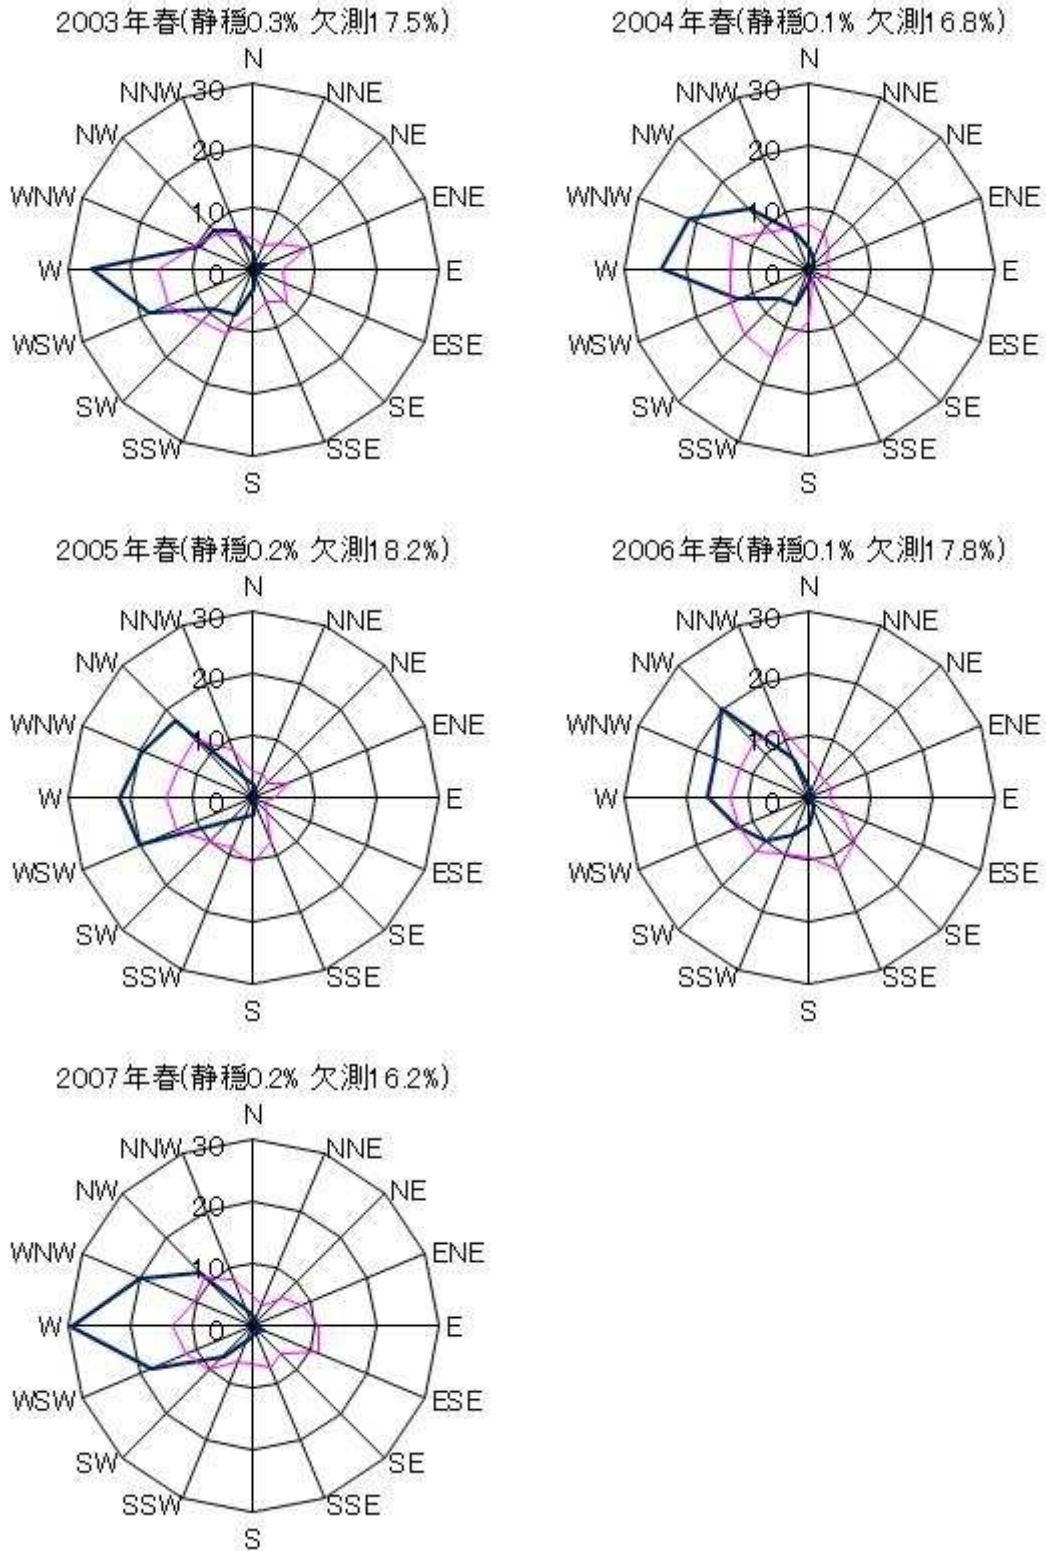 2003年春(静穏0.3% 欠測17.5%)
N
NNW 30 NNE
NW 20 NE
WNW 10 ENE
W 0 E
WSW ESE
SW SE
SSW SSE
S
2004年春(静穏0.1% 欠測16.8%)
N
NNW 30 NNE
NW 20 NE
WNW 10 ENE
W 0 E
WSW ESE
SW SE
SSW SSE
S
2005年春(静穏0.2% 欠測18.2%)
N
NNW 30 NNE
NW 20 NE
WNW 10 ENE
W 0 E
WSW ESE
SW SE
SSW SSE
S
2006年春(静穏0.1% 欠測17.8%)
N
NNW 30 NNE
NW 20 NE
WNW 10 ENE
W 0 E
WSW ESE
SW SE
SSW SSE
S
2007年春(静穏0.2% 欠測16.2%)
N
NNW 30 NNE
NW 20 NE
WNW 10 ENE
W 0 E
WSW ESE
SW SE
SSW SSE
S